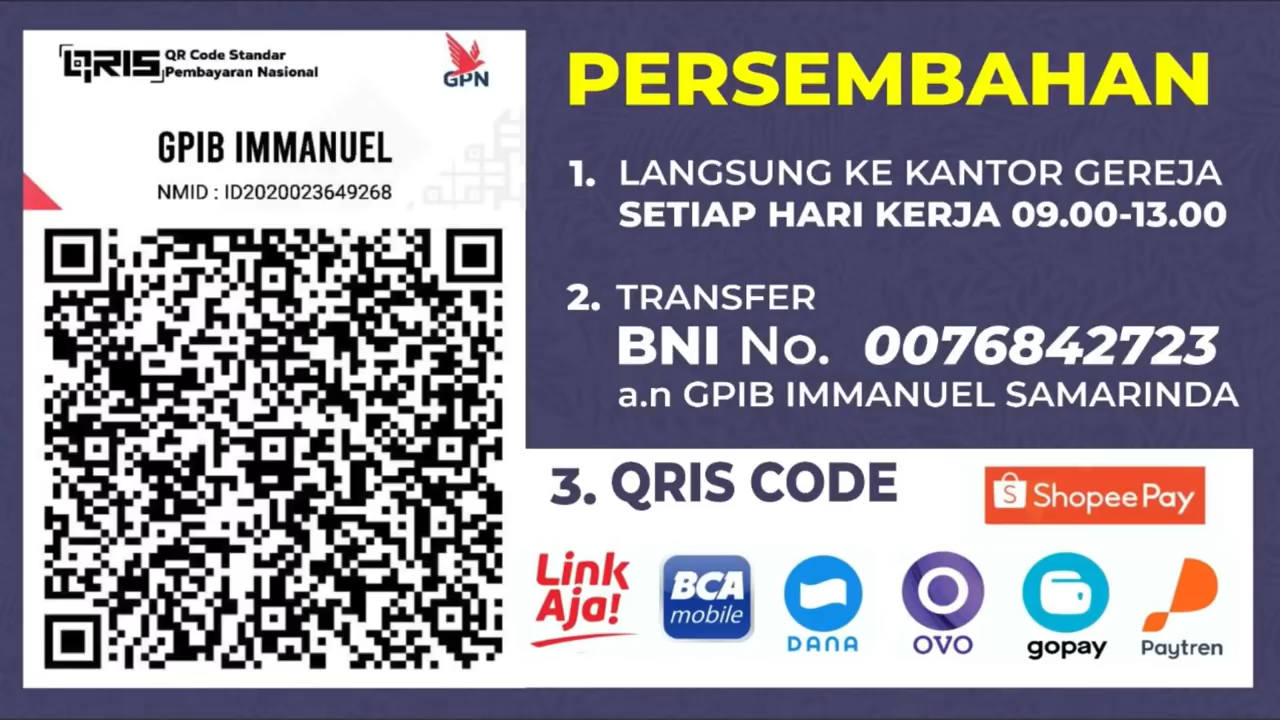 QRIS QR Code Standar
Pembayaran Nasional
GPN
GPIB IMMANUEL
NMID : ID2020023649268
PERSEMBAHAN
1. LANGSUNG KE KANTOR GEREJA
SETIAP HARI KERJA 09.00-13.00
2. TRANSFER
BNI No. 0076842723
a.n GPIB IMMANUEL SAMARINDA
3. QRIS CODE
S ShopeePay
Link
Aja!
BCA
mobile
DANA
OVO
gopay
Paytren